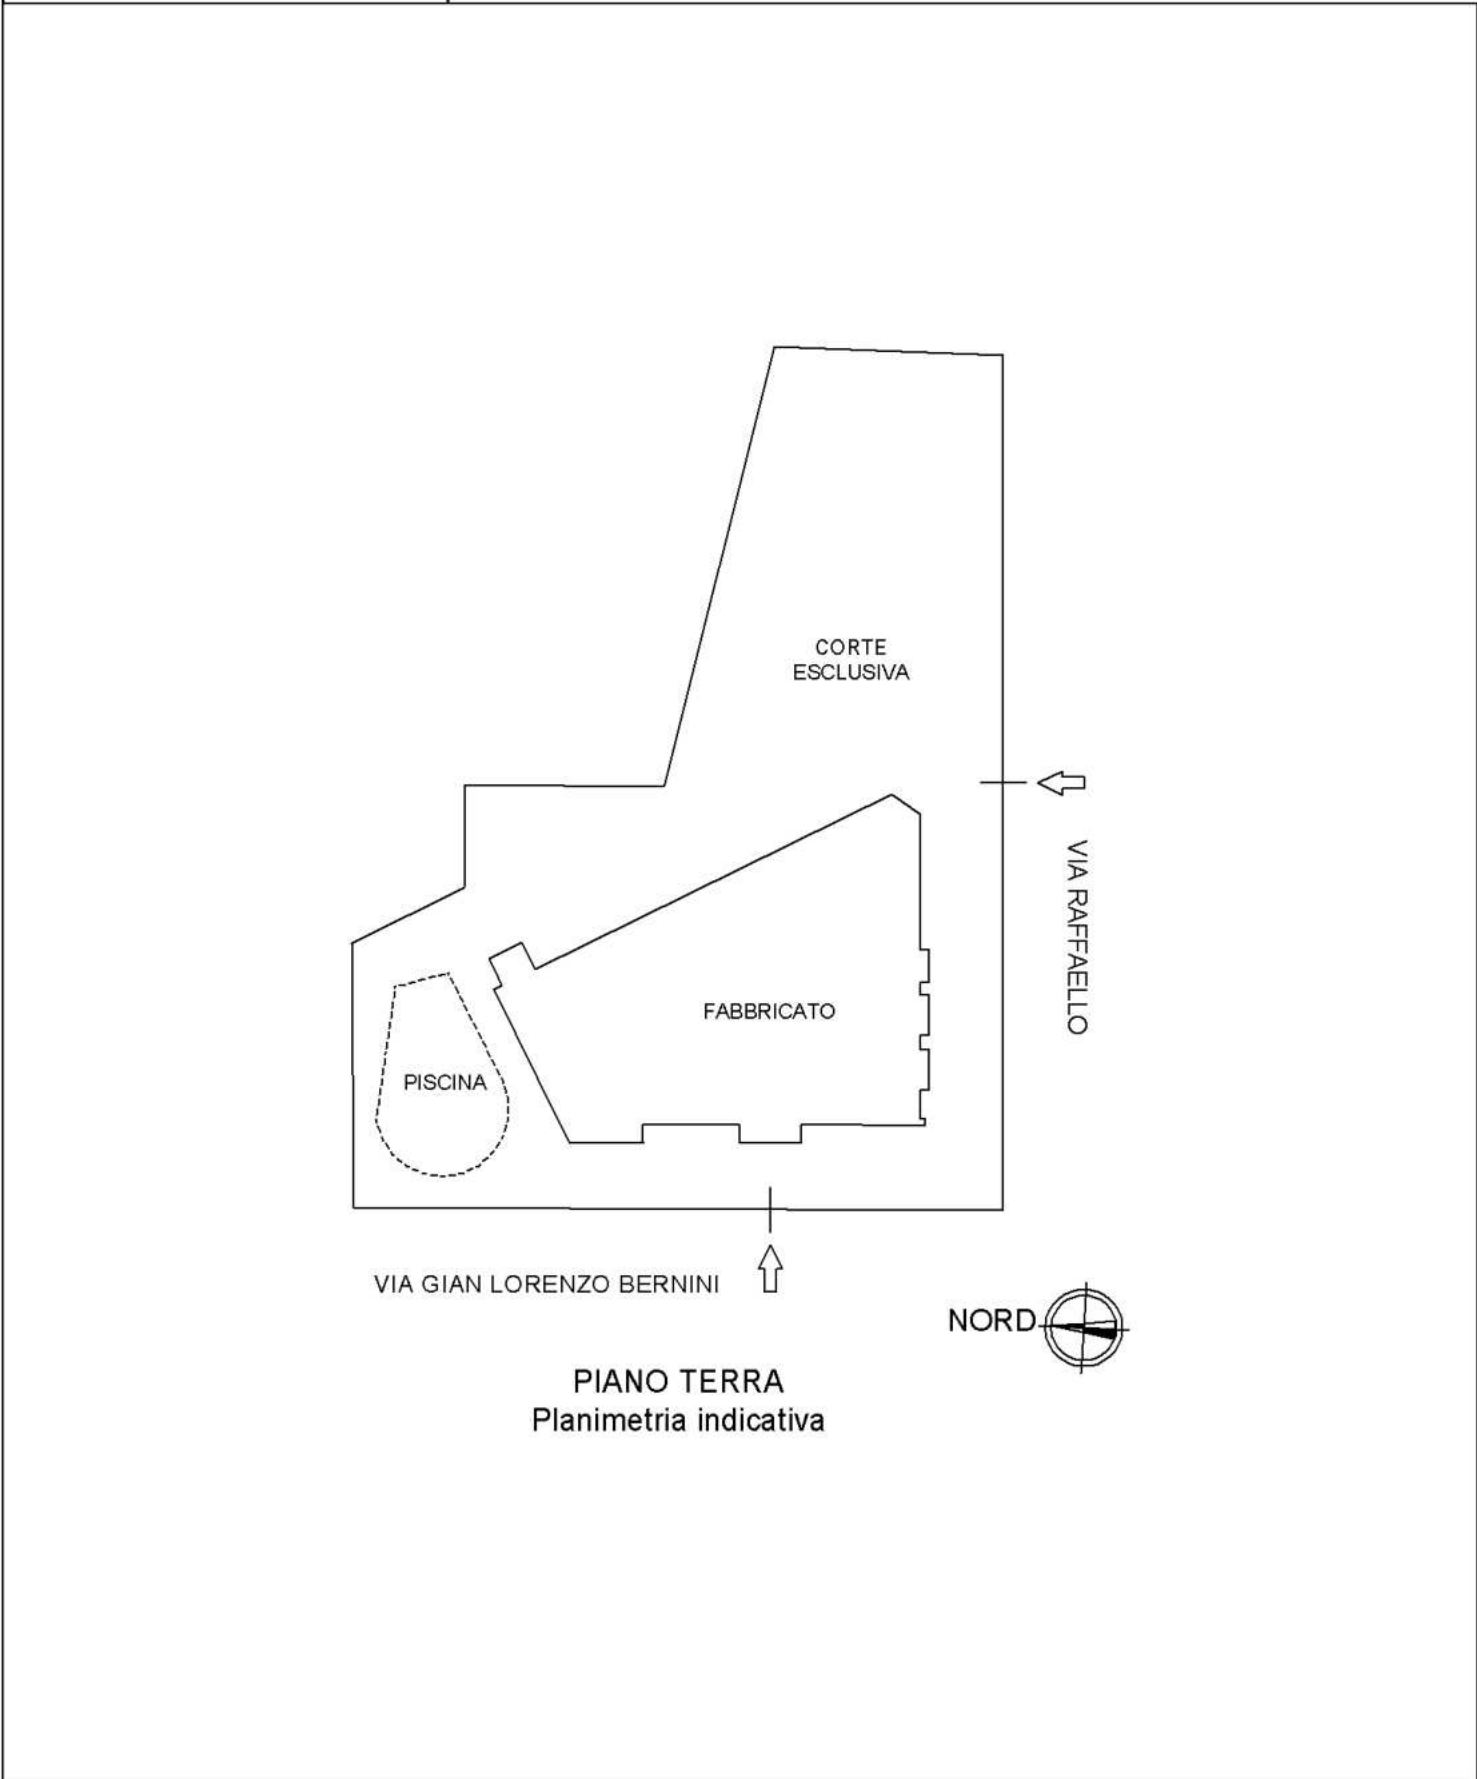 CORTE
ESCLUSIVA
VIA RAFFAELLO
FABBRICATO
PISCINA
VIA GIAN LORENZO BERNINI
NORD
PIANO TERRA
Planimetria indicativa